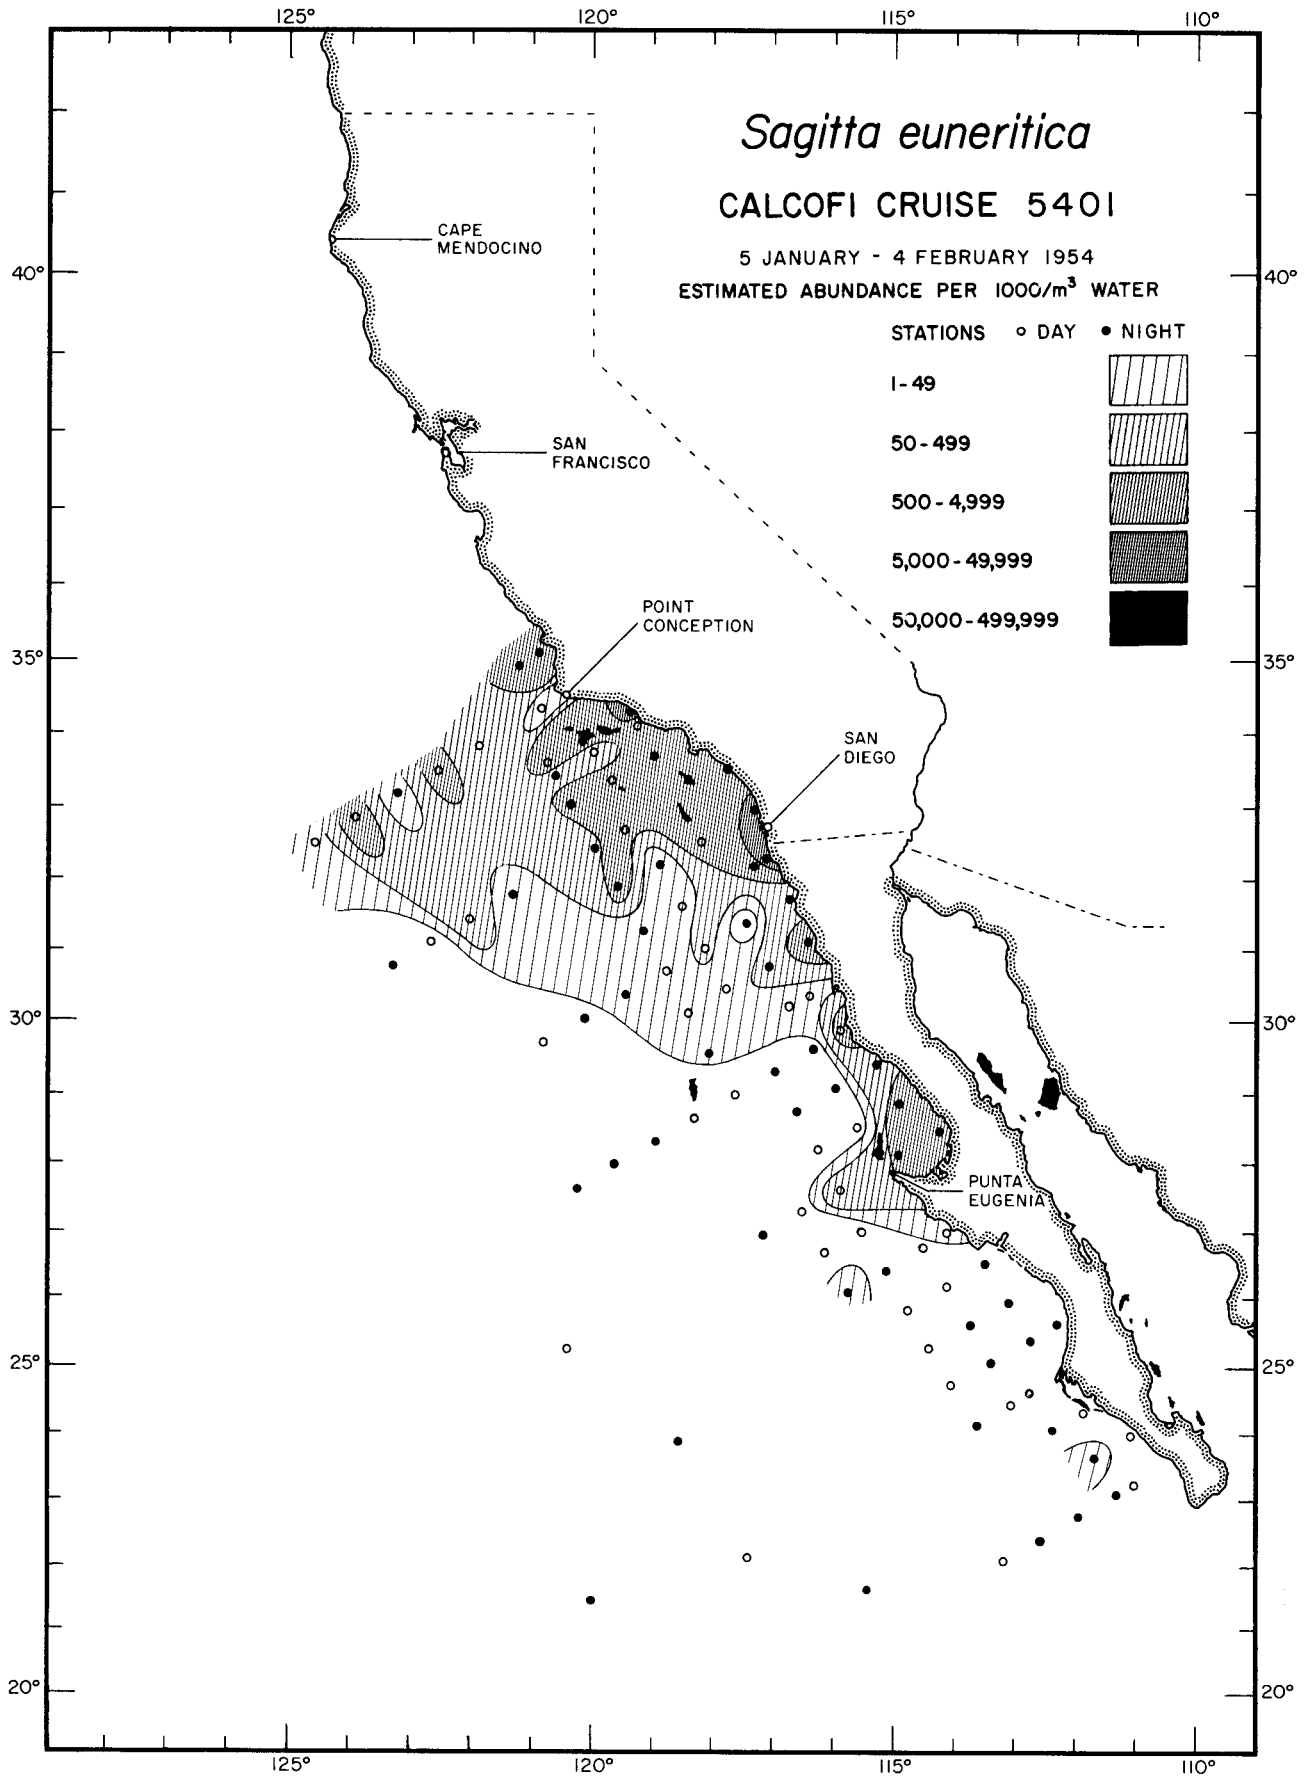 125°
120°
115°
110°
Sagitta euneritica
CALCOFI CRUISE 5401
5 JANUARY - 4 FEBRUARY 1954
ESTIMATED ABUNDANCE PER 1000/m³ WATER
STATIONS ○ DAY ● NIGHT
1-49
50-499
500-4,999
5,000-49,999
50,000-499,999
CAPE
MENDOCINO
40°
40°
SAN
FRANCISCO
POINT
CONCEPTION
35°
35°
SAN
DIEGO
30°
30°
PUNTA
EUGENIA
25°
25°
20°
20°
125°
120°
115°
110°